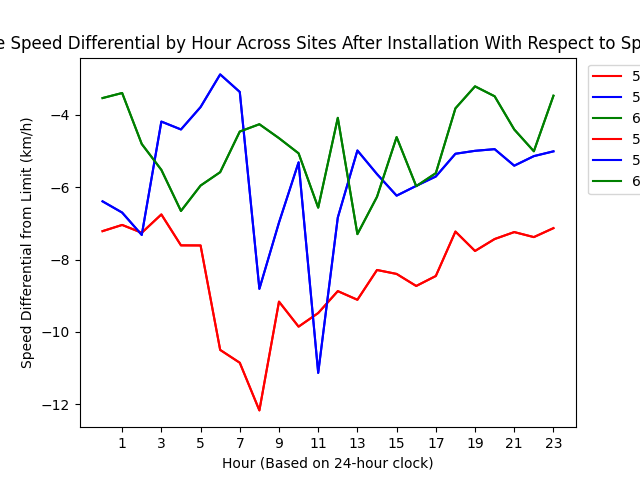 e Speed Differential by Hour Across Sites After Installation With Respect to Sp
Speed Differential from Limit (km/h)
−4
−6
−8
−10
−12
1 3 5 7 9 11 13 15 17 19 21 23
Hour (Based on 24-hour clock)
5
5
6
5
5
6